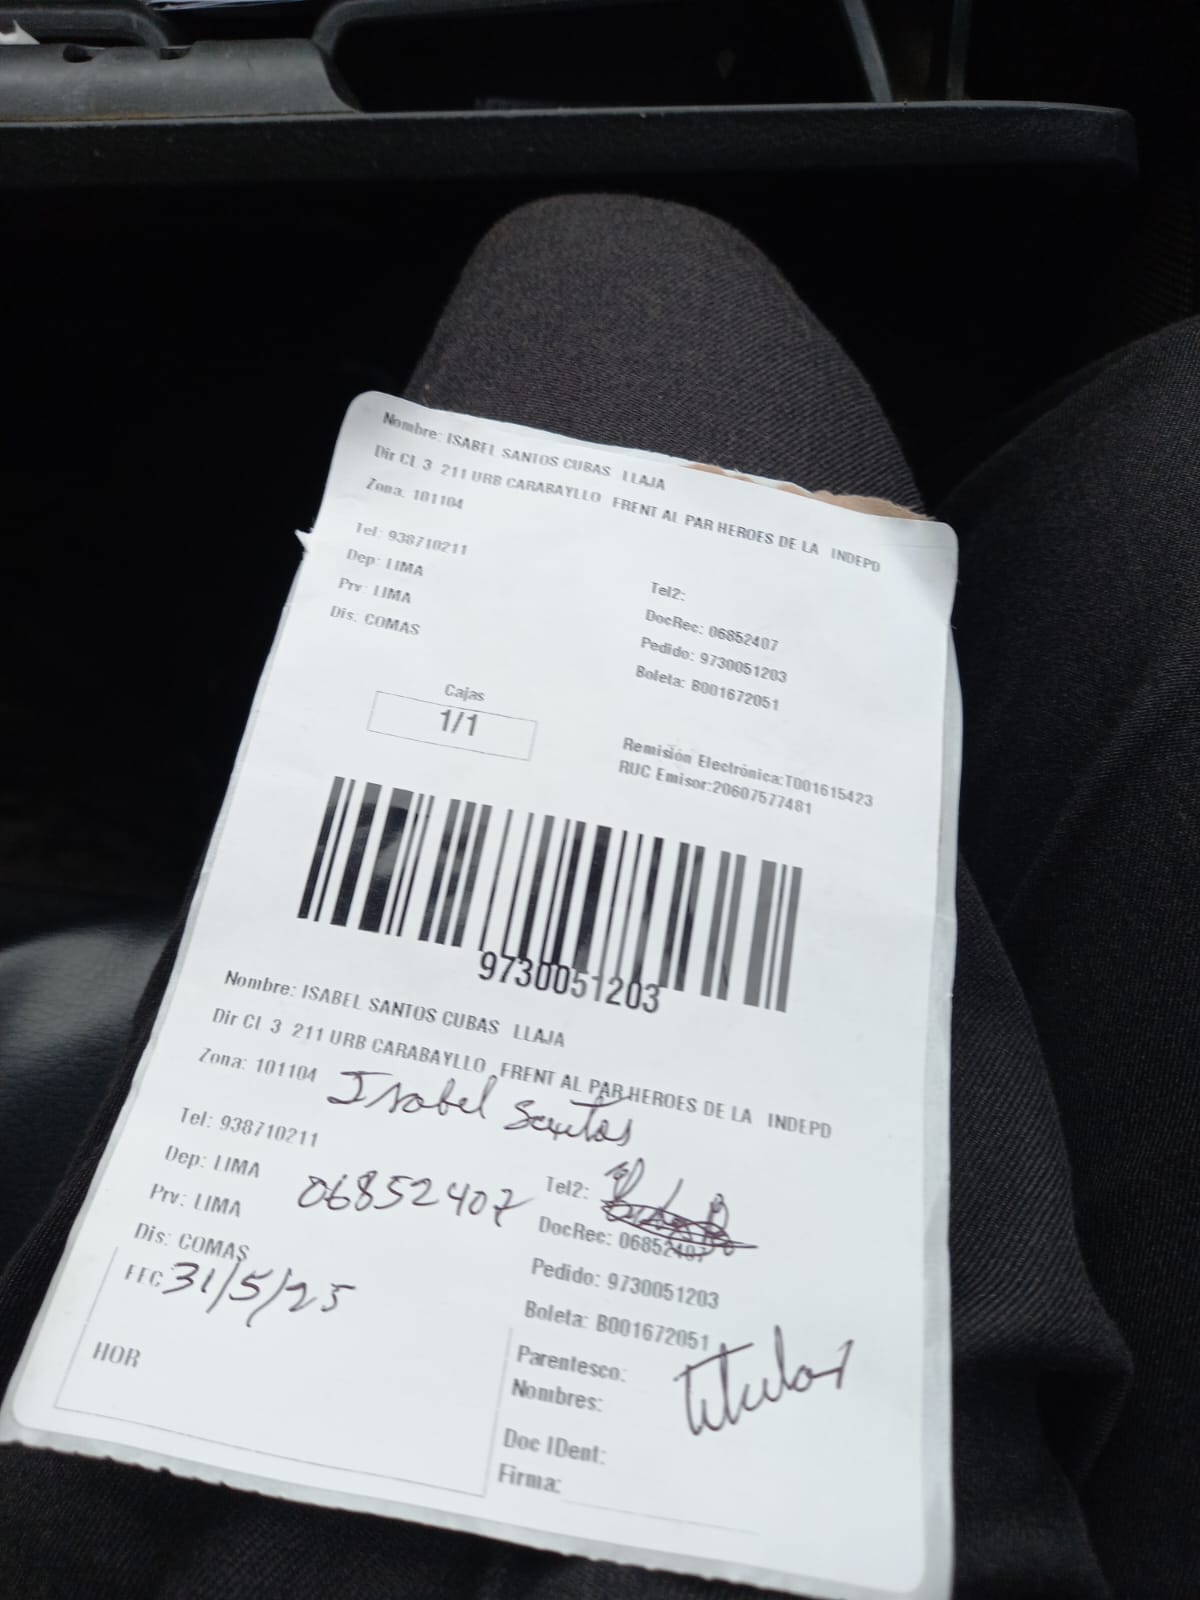 Nombre: ISABEL SANTOS CUBAS LLAJA
Dir CL 3 211 URB CARABAYLLO FRENT AL PAR HEROES DE LA INDEPD
Zona: 101104
Tel: 938710211
Dep: LIMA
Prv: LIMA
Dis: COMAS
Tel2:
DocRec: 06852407
Pedido: 9730051203
Boleta: B001672051
Cajas
1/1
Remisión Electrónica:T001615423
RUC Emisor:20607577481
9730051203
Nombre: ISABEL SANTOS CUBAS LLAJA
Dir CL 3 211 URB CARABAYLLO FRENT AL PAR HEROES DE LA INDEPD
Zona: 101104
Isabel Santos
Tel: 938710211
Dep: LIMA
Prv: LIMA
Dis: COMAS
06852407
Tel2:
DocRec: 06852407
Pedido: 9730051203
Boleta: B001672051
FEC 31/5/25
HOR
Parentesco: titular
Nombres:
Doc IDent:
Firma: